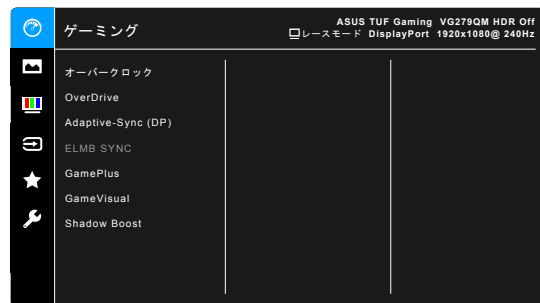 ゲーミング
ASUS TUF Gaming VG279QM HDR Off
レースモード DisplayPort 1920x1080@ 240Hz
オーバークロック
OverDrive
Adaptive-Sync (DP)
ELMB SYNC
GamePlus
GameVisual
Shadow Boost